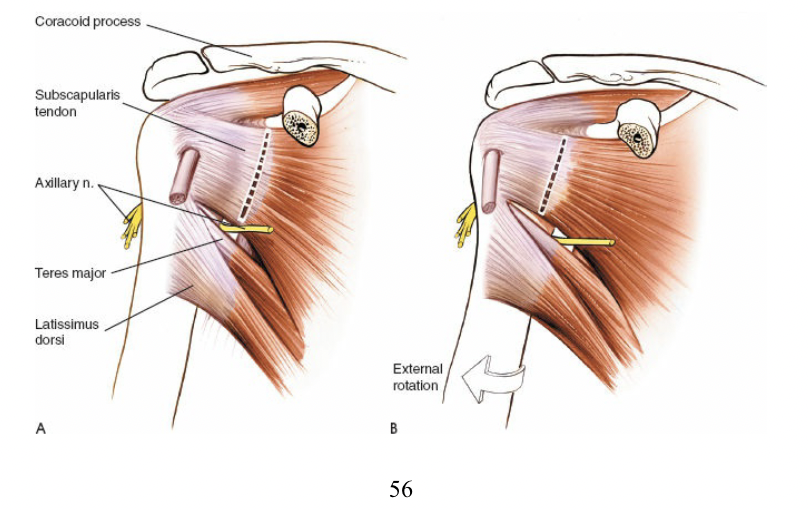 Coracoid process
Subscapularis
tendon
Axillary n.
Teres major
Latissimus
dorsi
A
External
rotation
B
56